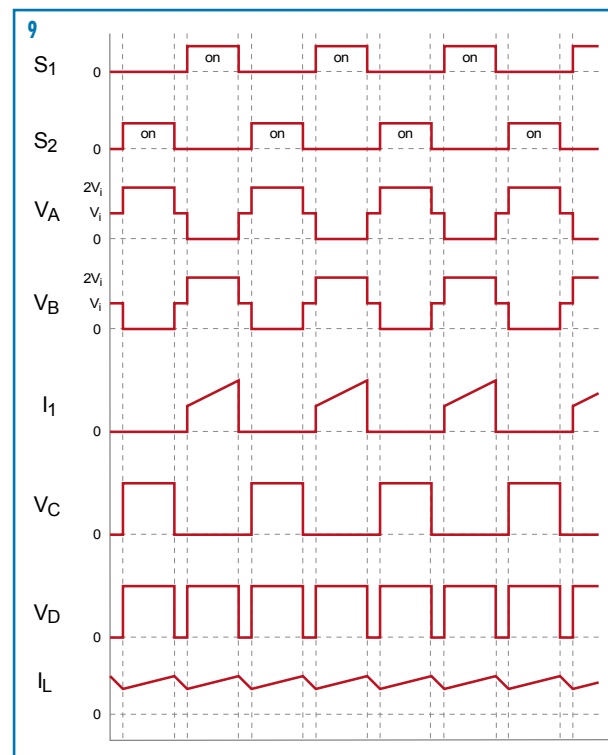 9
S1 0 on on on
S2 0 on on on on
2Vi
VA Vi
0
2Vi
VB Vi
0
I1 0
VC 0
VD 0
IL 0